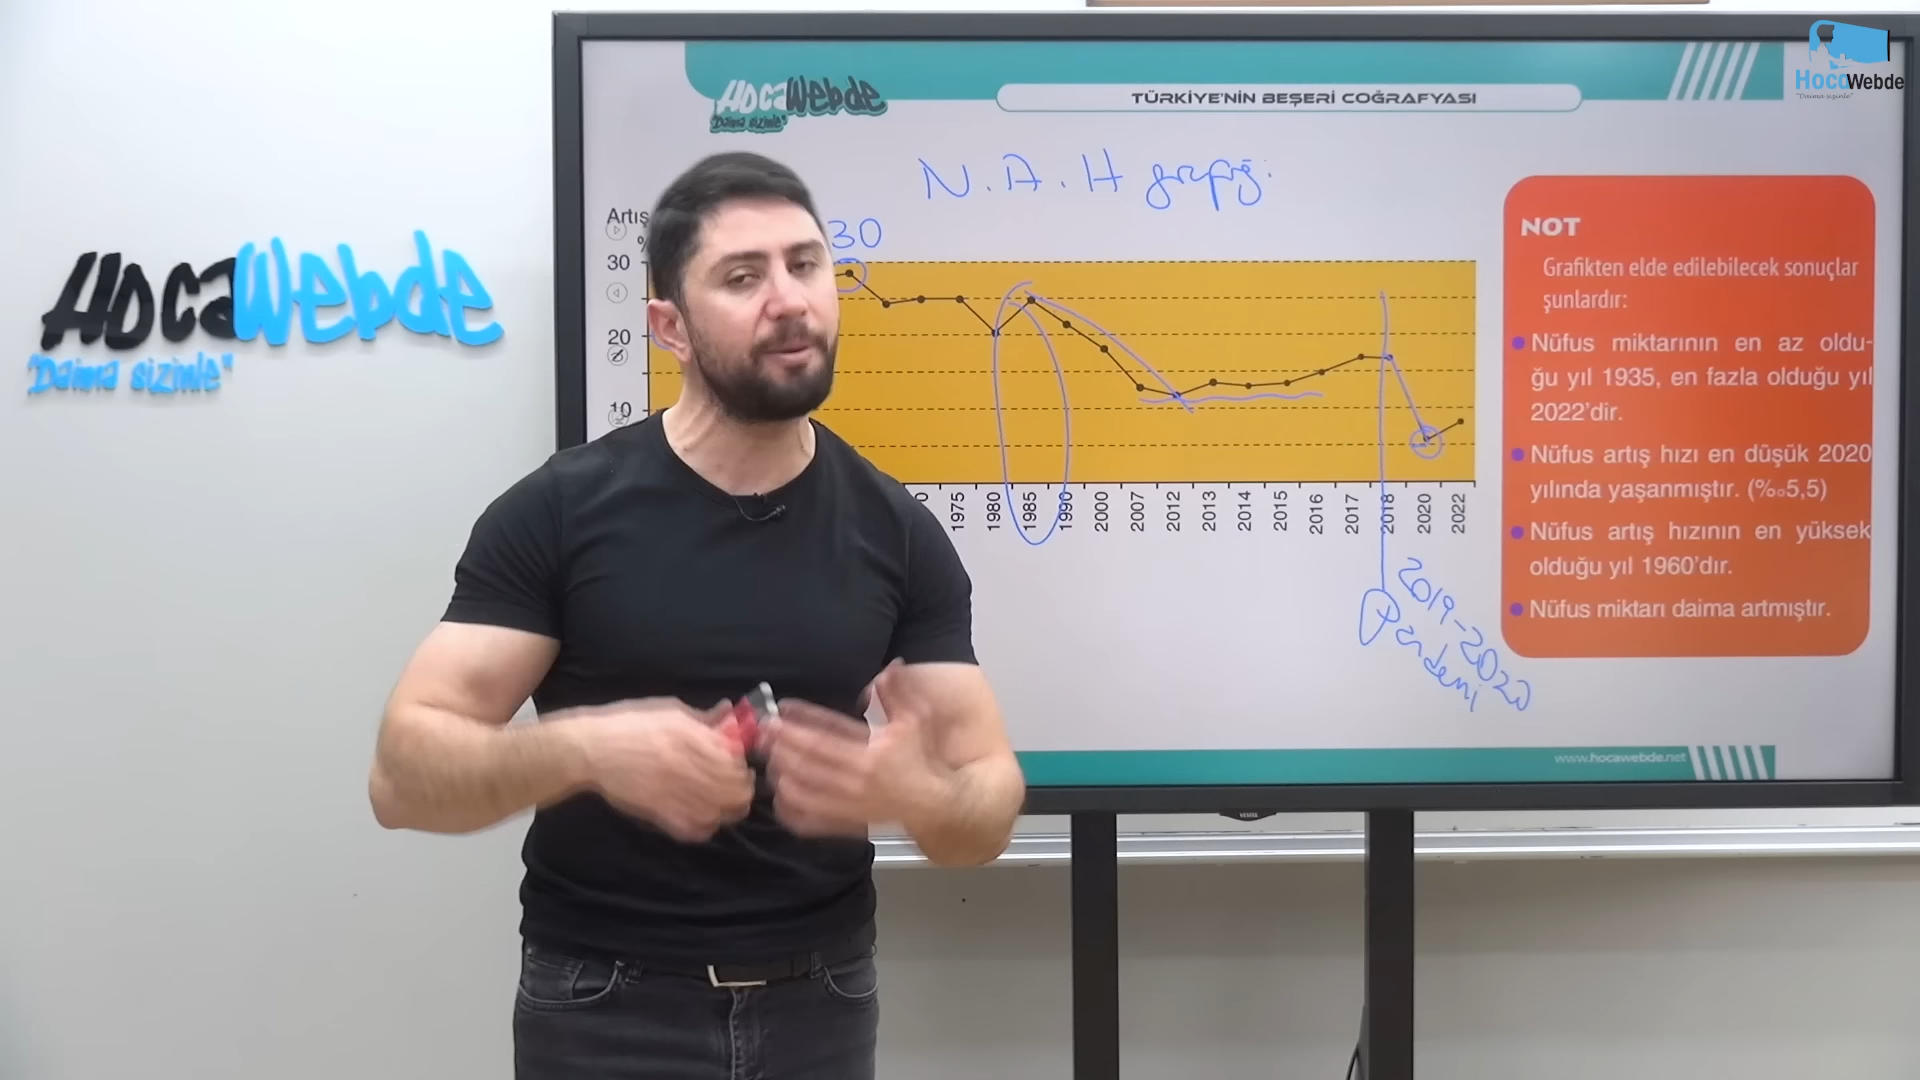 HocaWebde
"Daima sizinle"
HocaWebde
"Daima sizinle"
TÜRKİYE'NİN BEŞERİ COĞRAFYASI
HocaWebde
"Daima sizinle"
N.A.H grafiği
Artış
%
30
30
20
10
1975
1980
1985
1990
2000
2007
2012
2013
2014
2015
2016
2017
2018
2020
2022
2019-2020
Pandemi
NOT
Grafikten elde edilebilecek sonuçlar
şunlardır:
Nüfus miktarının en az oldu-
ğu yıl 1935, en fazla olduğu yıl
2022'dir.
Nüfus artış hızı en düşük 2020
yılında yaşanmıştır. (‰5,5)
Nüfus artış hızının en yüksek
olduğu yıl 1960'dır.
Nüfus miktarı daima artmıştır.
www.hocawebde.net